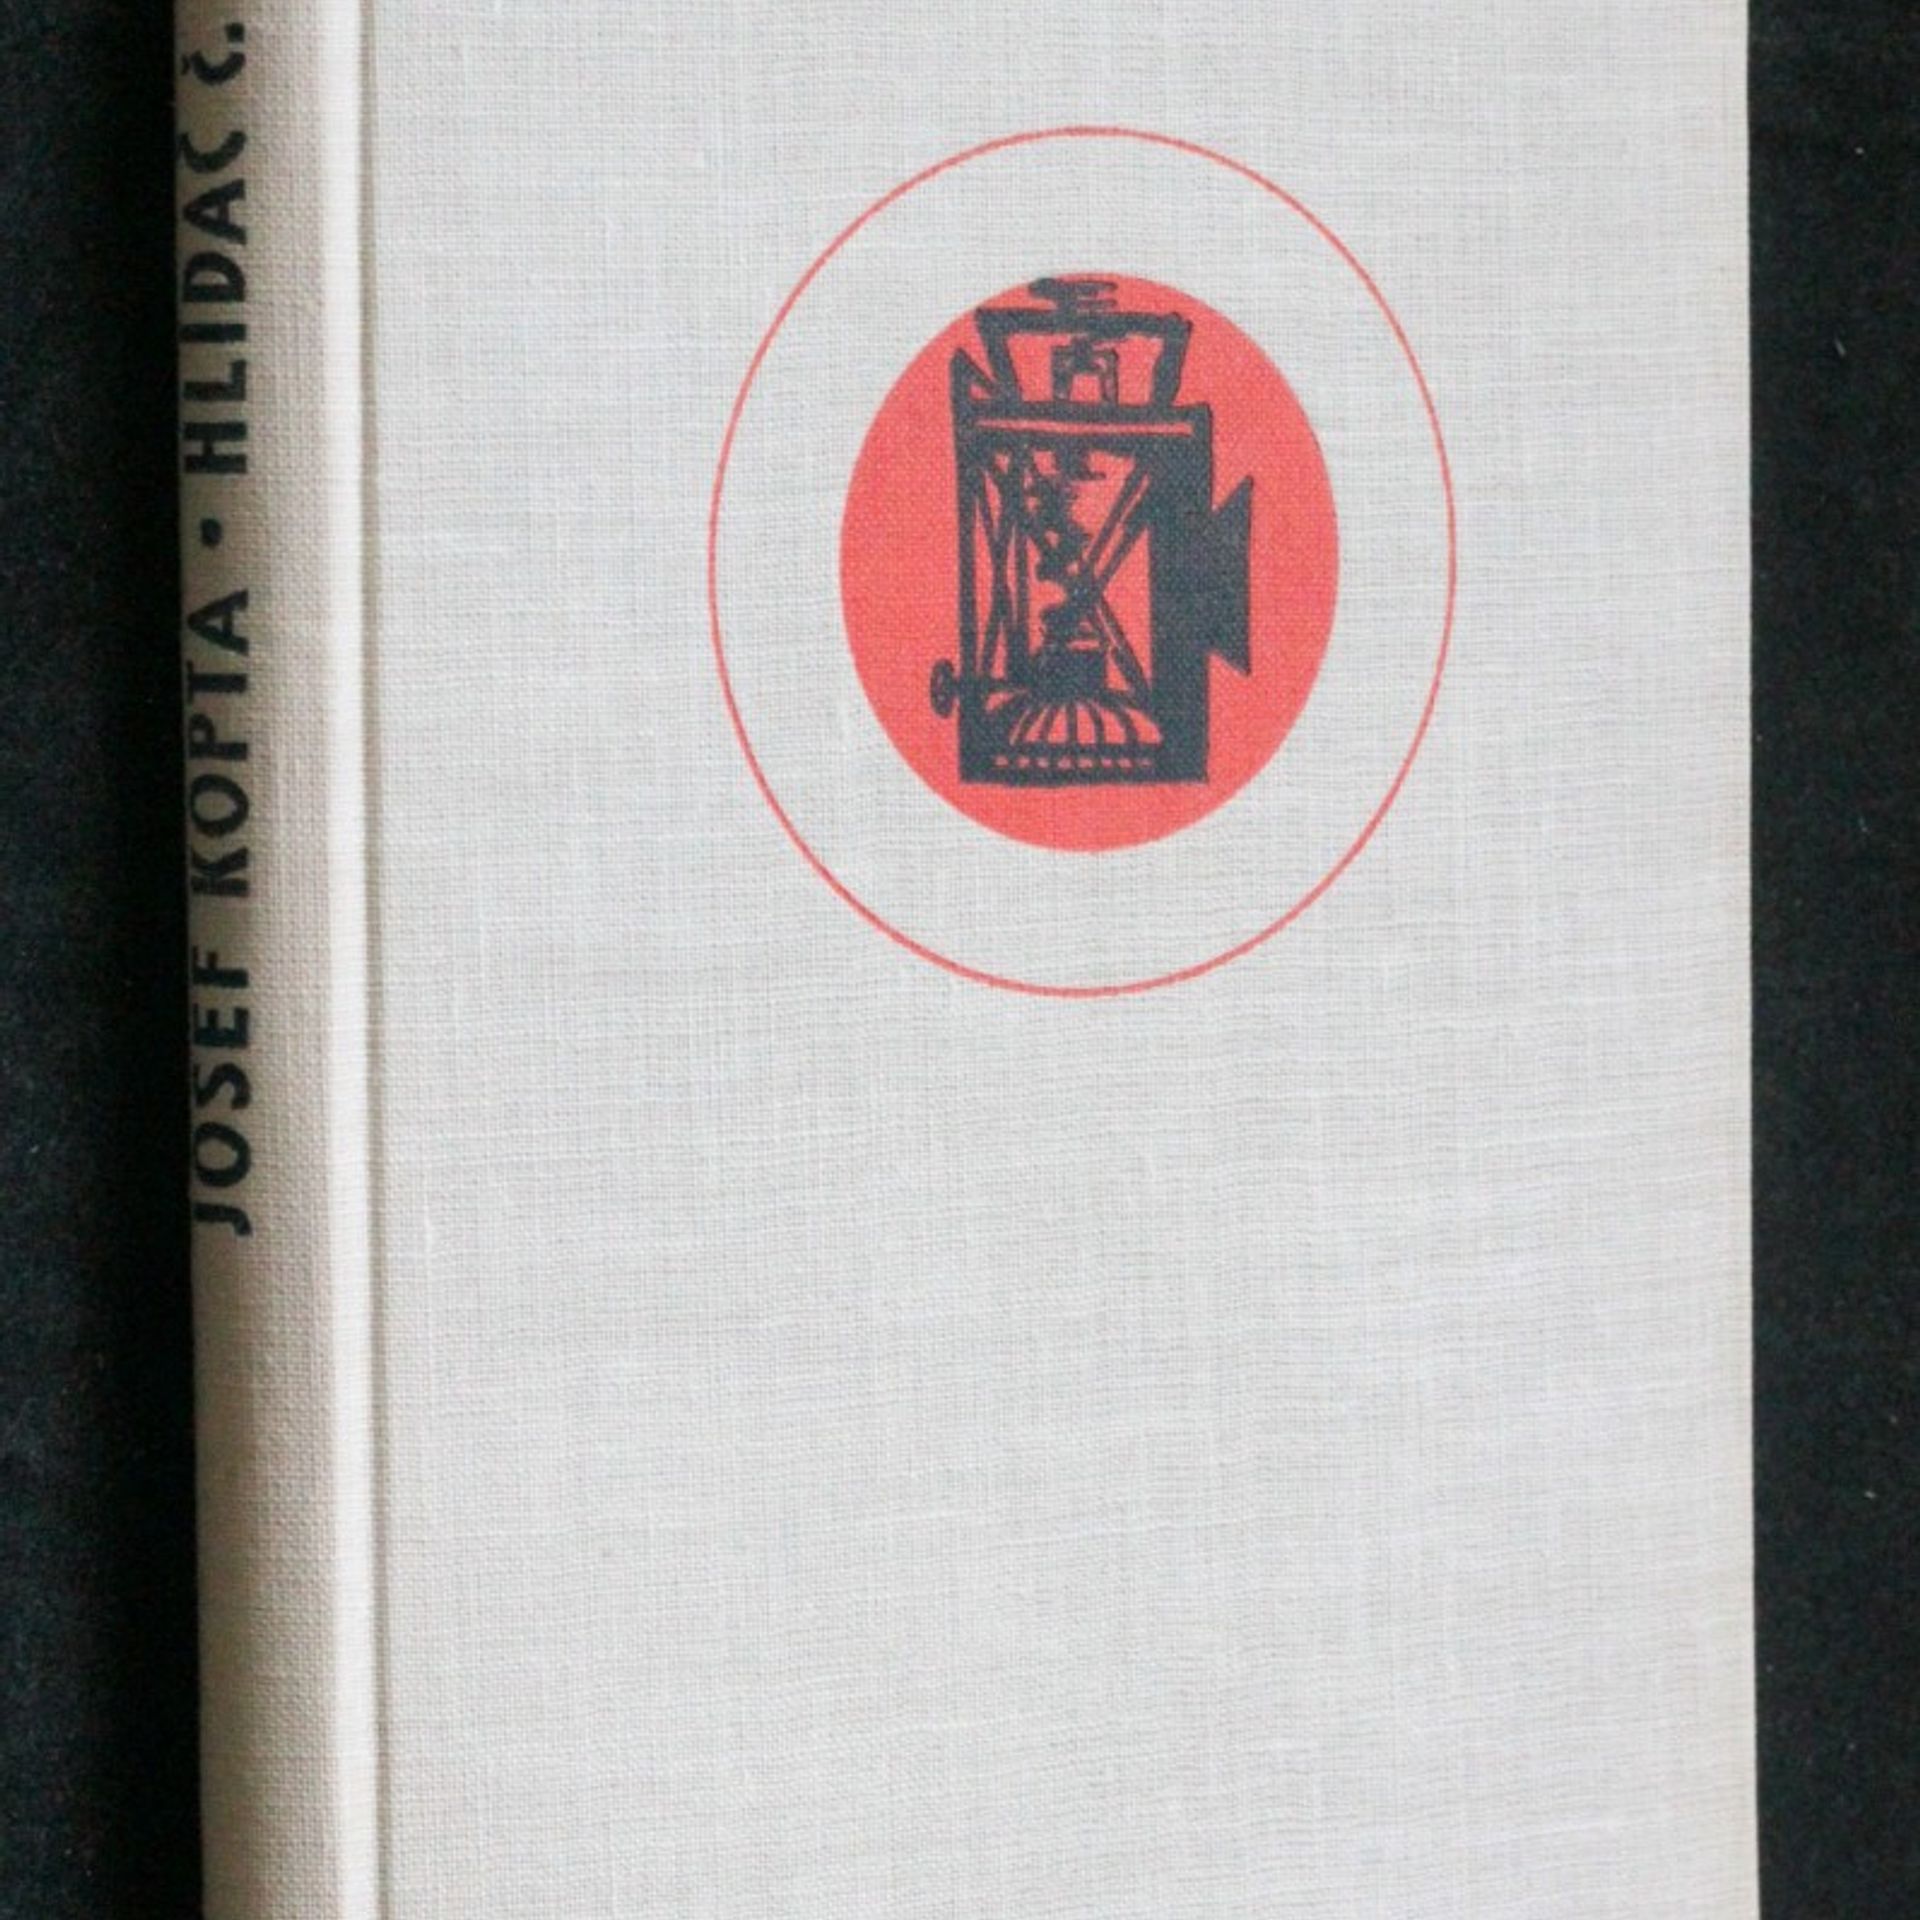 JOSEF KOPTA • HLIDAČ Č.